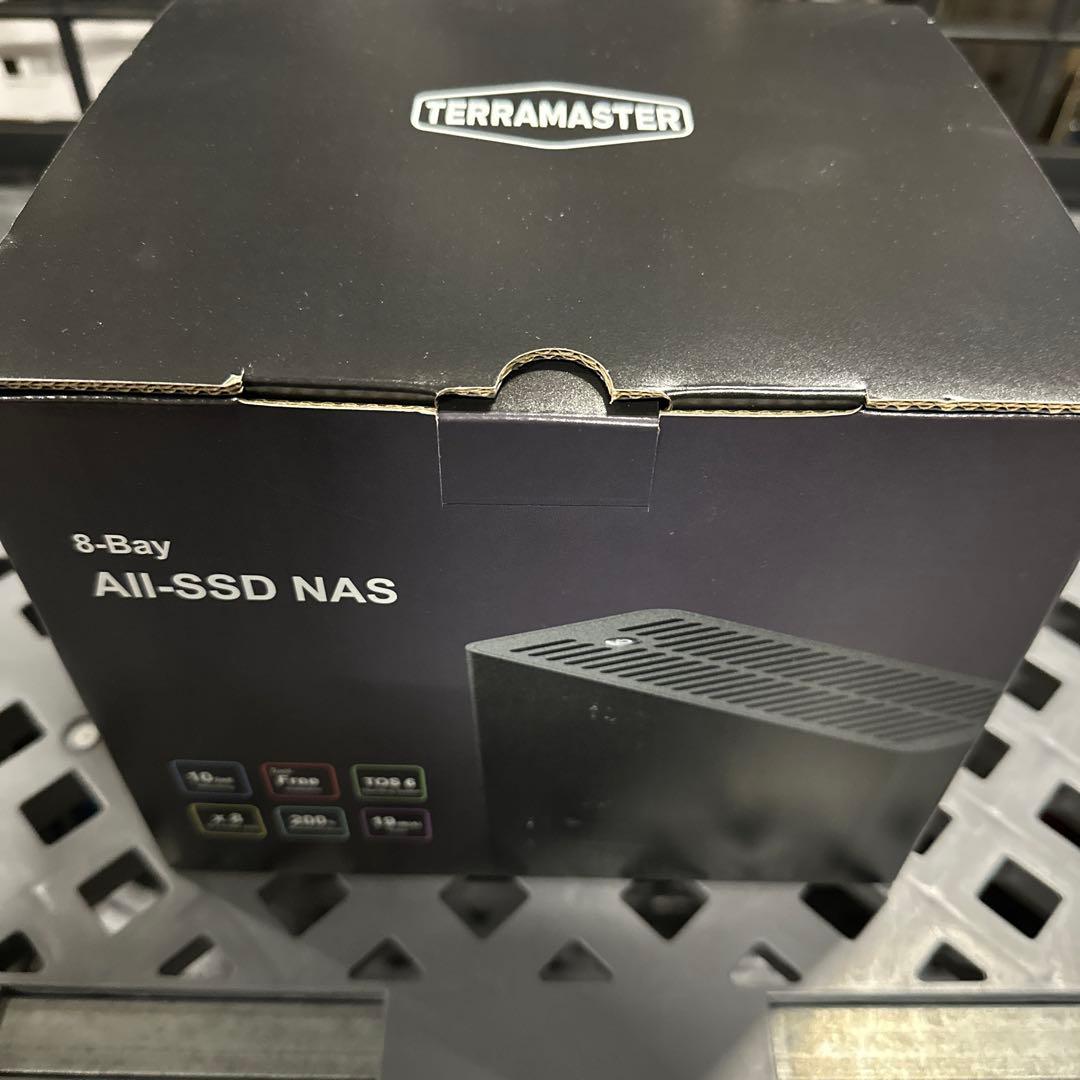 TERRAMASTER
8-Bay
All-SSD NAS
Free
TOS 6